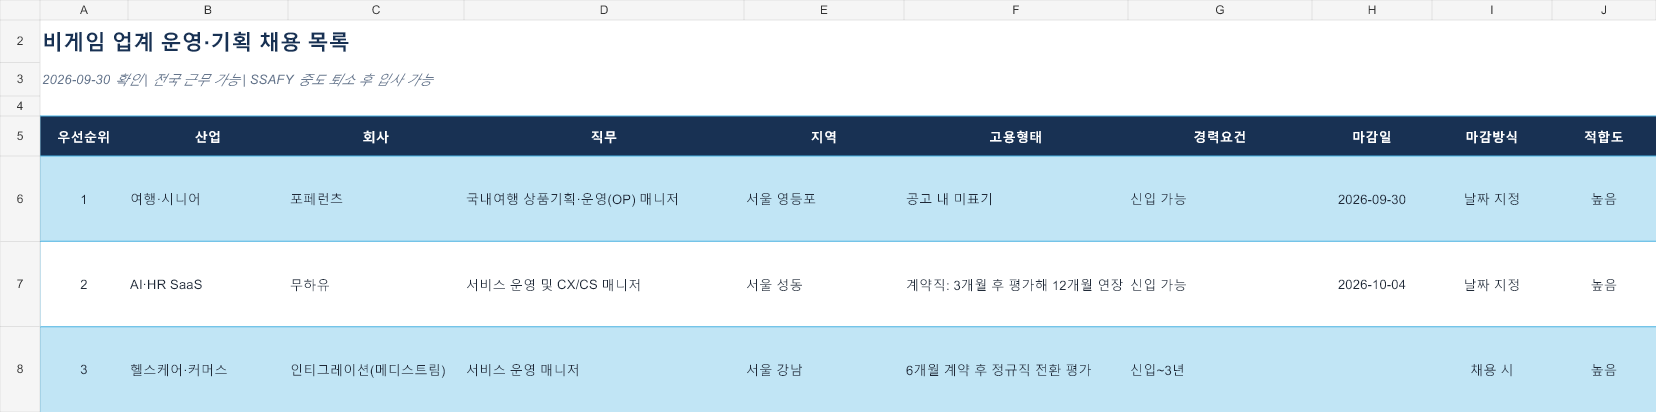 A B C D E F G H I J
2 비게임 업계 운영·기획 채용 목록
3 2026-09-30 확인| 전국 근무 가능| SSAFY 중도 퇴소 후 입사 가능
4
5 우선순위 산업 회사 직무 지역 고용형태 경력요건 마감일 마감방식 적합도
6 1 여행·시니어 포페런츠 국내여행 상품기획·운영(OP) 매니저 서울 영등포 공고 내 미표기 신입 가능 2026-09-30 날짜 지정 높음
7 2 AI·HR SaaS 무하유 서비스 운영 및 CX/CS 매니저 서울 성동 계약직: 3개월 후 평가해 12개월 연장 신입 가능 2026-10-04 날짜 지정 높음
8 3 헬스케어·커머스 인티그레이션(메디스트림) 서비스 운영 매니저 서울 강남 6개월 계약 후 정규직 전환 평가 신입~3년 채용 시 높음